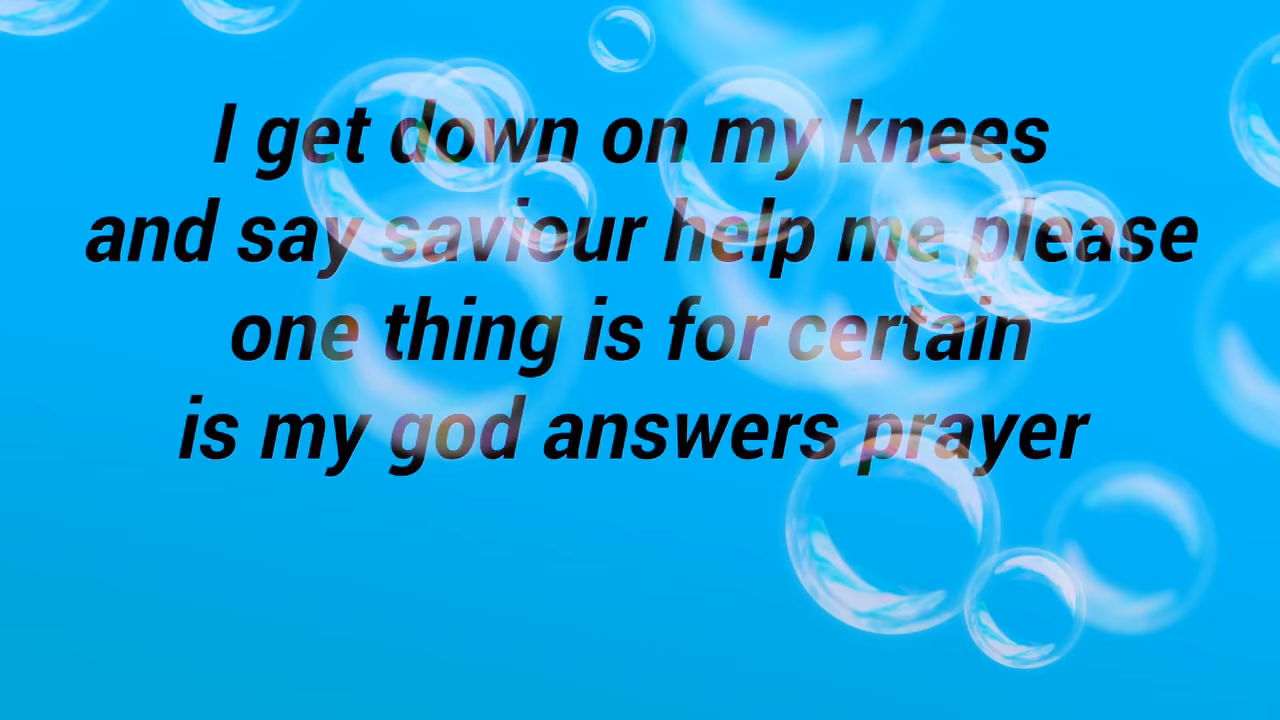 I get down on my knees
and say saviour help me please
one thing is for certain
is my god answers prayer